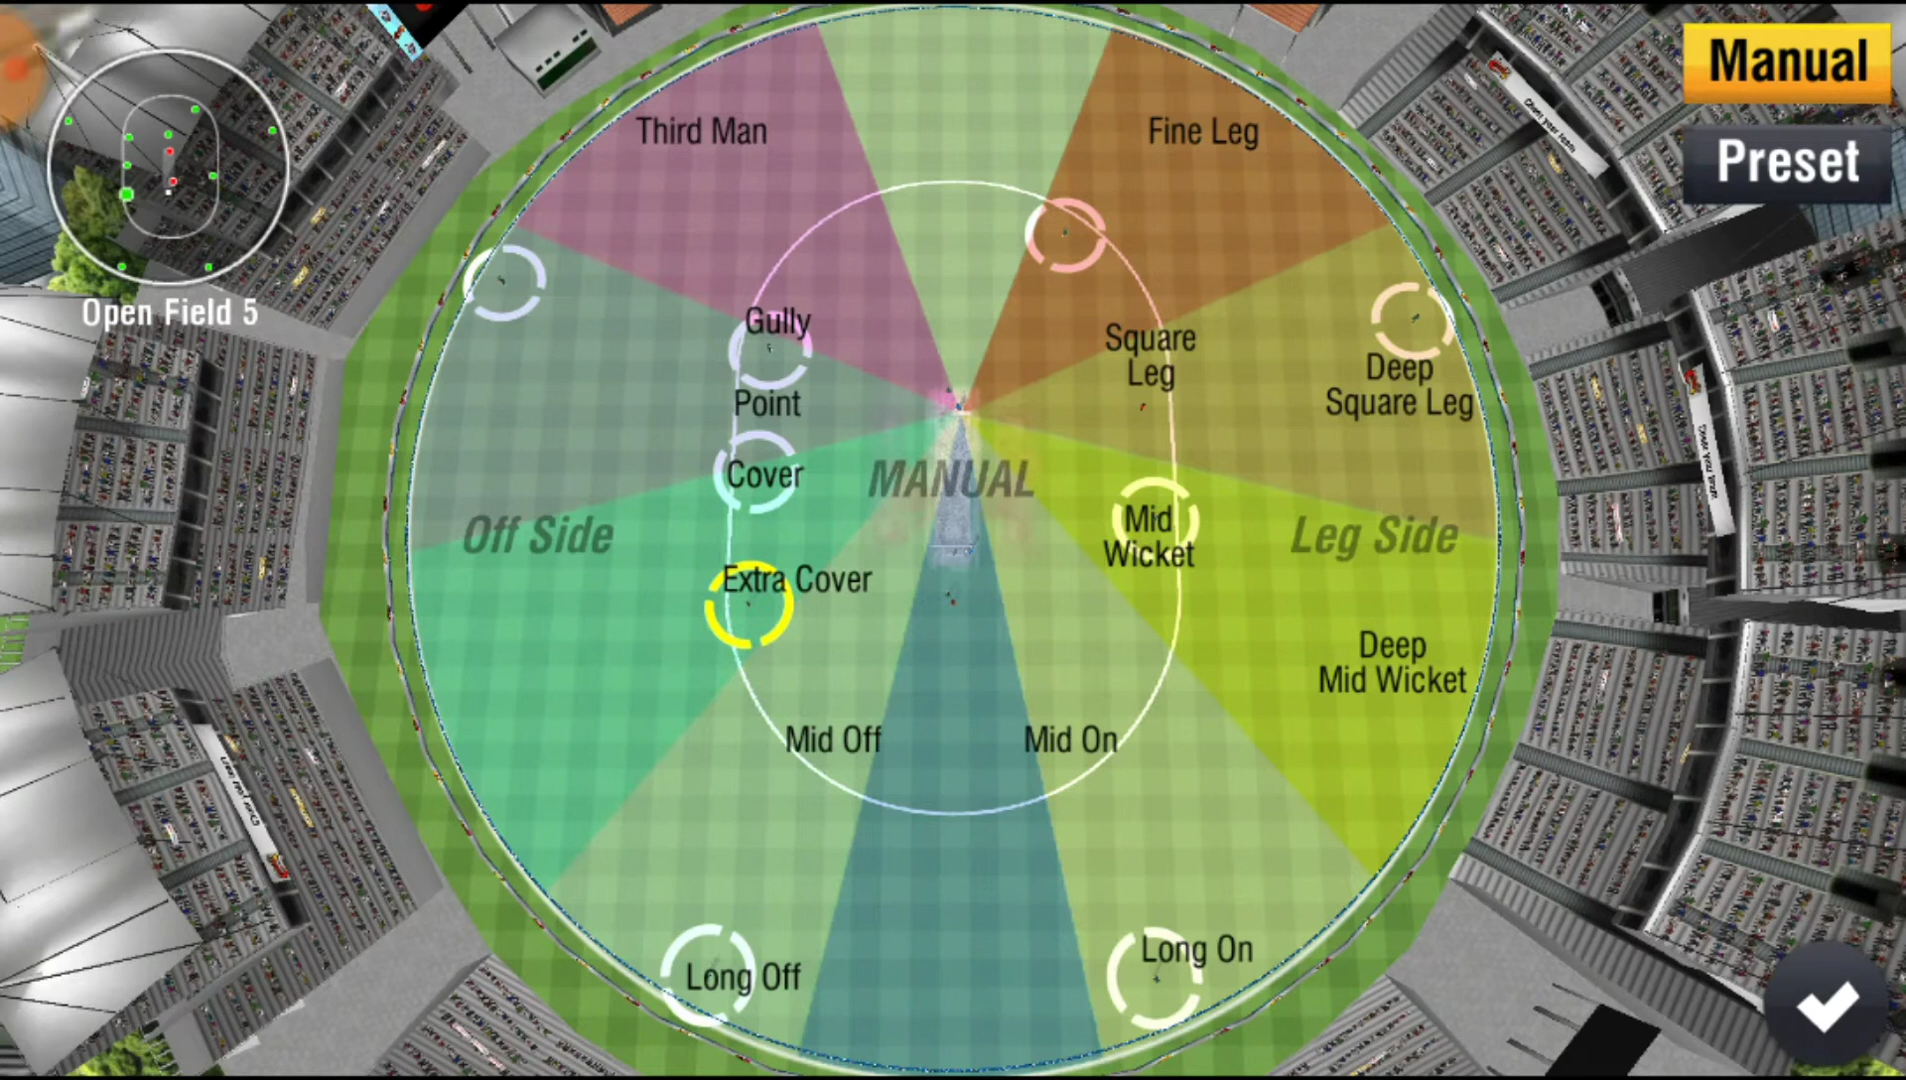 Manual
Third Man
Fine Leg
Preset
Open Field 5
Gully
Square
Leg
Deep
Square Leg
Point
Cover
MANUAL
Off Side
Mid
Wicket
Leg Side
Extra Cover
Deep
Mid Wicket
Mid Off
Mid On
Long Off
Long On